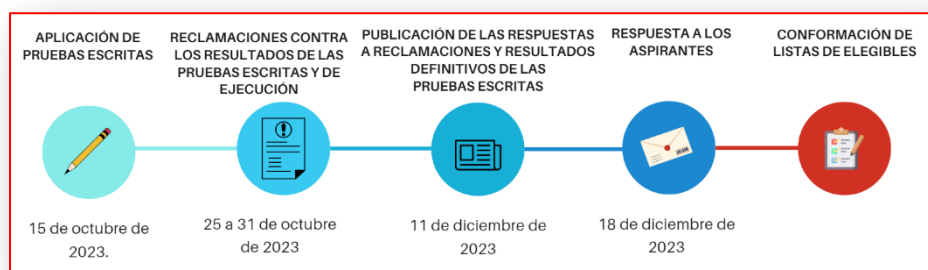 APLICACIÓN DE
PRUEBAS ESCRITAS
RECLAMACIONES CONTRA
LOS RESULTADOS DE LAS
PRUEBAS ESCRITAS Y DE
EJECUCIÓN
PUBLICACIÓN DE LAS RESPUESTAS
A RECLAMACIONES Y RESULTADOS
DEFINITIVOS DE LAS
PRUEBAS ESCRITAS
RESPUESTA A LOS
ASPIRANTES
CONFORMACIÓN DE
LISTAS DE ELEGIBLES
15 de octubre de
2023.
25 a 31 de octubre
de 2023
11 de diciembre de
2023
18 de diciembre de
2023